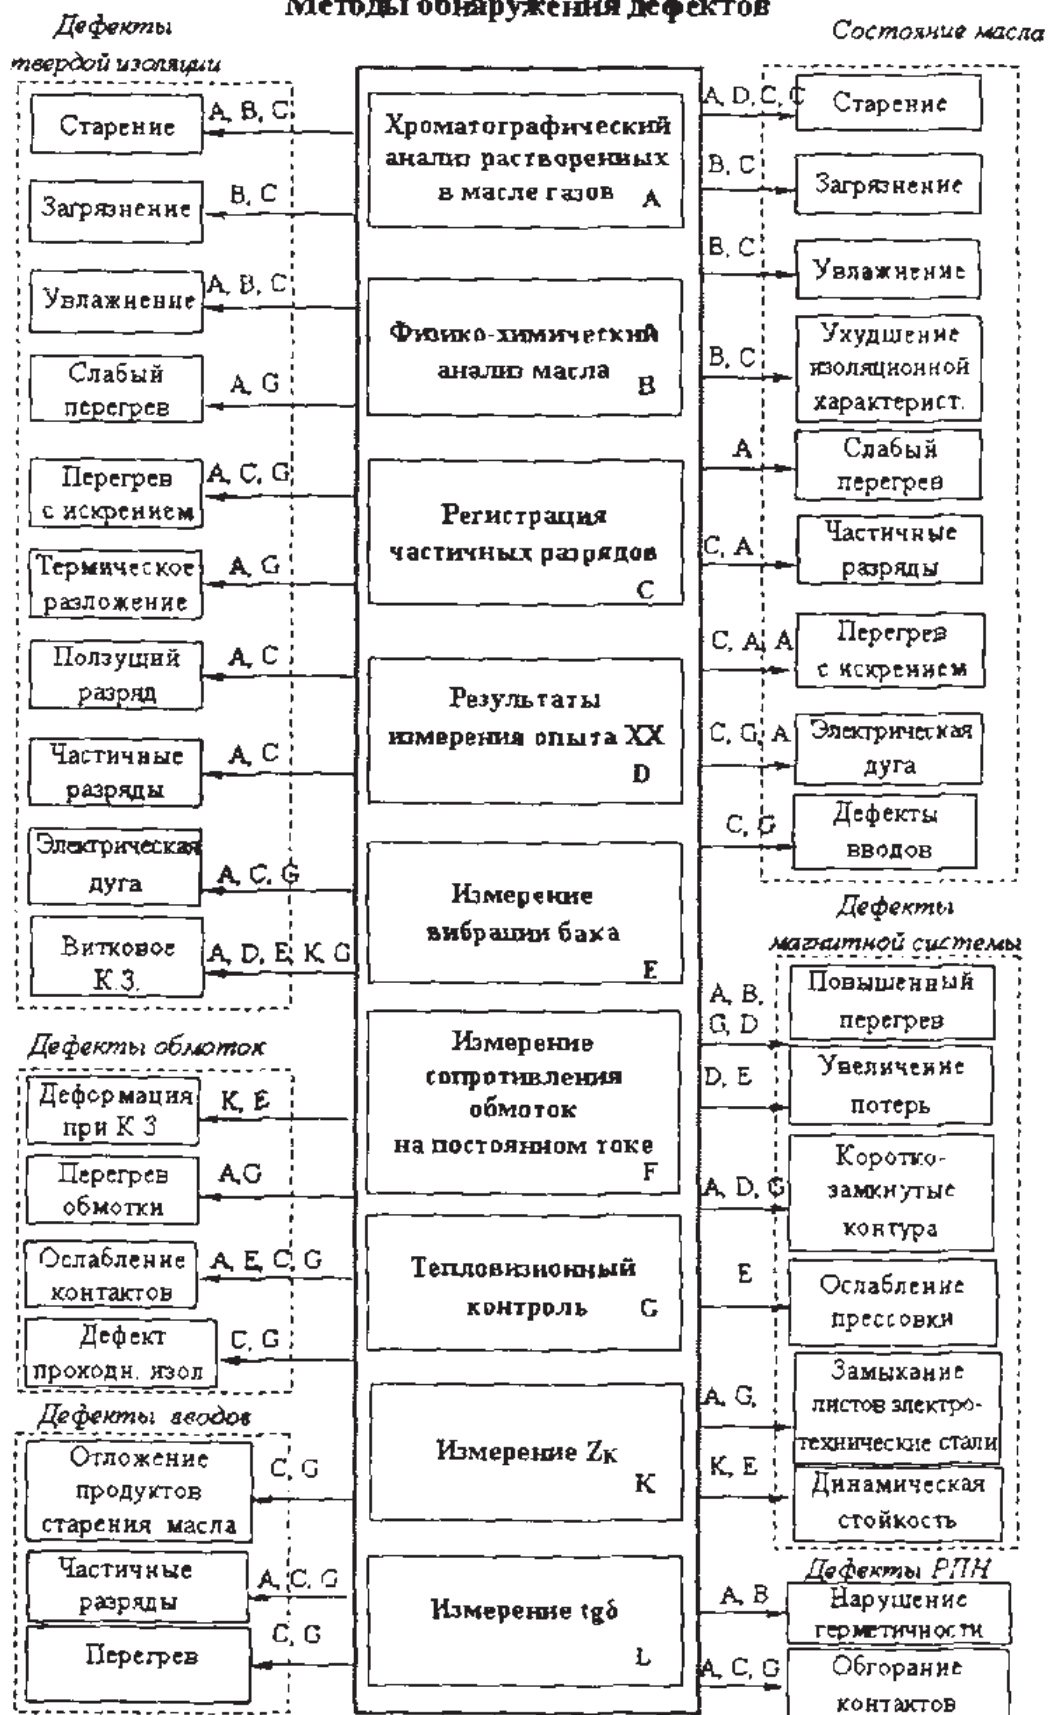 Методы обнаружения дефектов
Дефекты
твердой изоляции
Старение
A, B, C
Загрязнение
B, C
Увлажнение
A, B, C
Слабый
перегрев
A, G
Перегрев
с искрением
A, C, G
Термическое
разложение
A, G
Ползущий
разряд
A, C
Частичные
разряды
A, C
Электрическая
дуга
A, C, G
Витковое
К.З.
A, D, E, K, G
Дефекты обмоток
Деформация
при К З
K, E
Перегрев
обмотки
A,G
Ослабление
контактов
A, E, C, G
Дефект
проходн. изол
C, G
Дефекты вводов
Отложение
продуктов
старения масла
C, G
Частичные
разряды
A, C, G
Перегрев
C, G
Хроматографический
анализ растворенных
в масле газов
A
Физико-химический
анализ масла
B
Регистрация
частичных разрядов
C
Результаты
измерения опыта XX
D
Измерение
вибрации бака
E
Измерение
сопротивления
обмоток
на постоянном токе
F
Тепловизионный
контроль
G
Измерение Zк
K
Измерение tgδ
L
Состояние масла
A, D, C, C
Старение
B, C
Загрязнение
B, C
Увлажнение
B, C
Ухудшение
изоляционной
характерист.
A
Слабый
перегрев
C, A
Частичные
разряды
C, A, A
Перегрев
с искрением
C, G, A
Электрическая
дуга
C, G
Дефекты
вводов
Дефекты
магнитной системы
A, B,
G, D
Повышенный
перегрев
D, E
Увеличение
потерь
A, D, G
Коротко-
замкнутые
контура
E
Ослабление
прессовки
A, G,
Замыкание
листов электро-
технические стали
K, E
Динамическая
стойкость
Дефекты РПН
A, B
Нарушение
герметичности
A, C, G
Обгорание
контактов